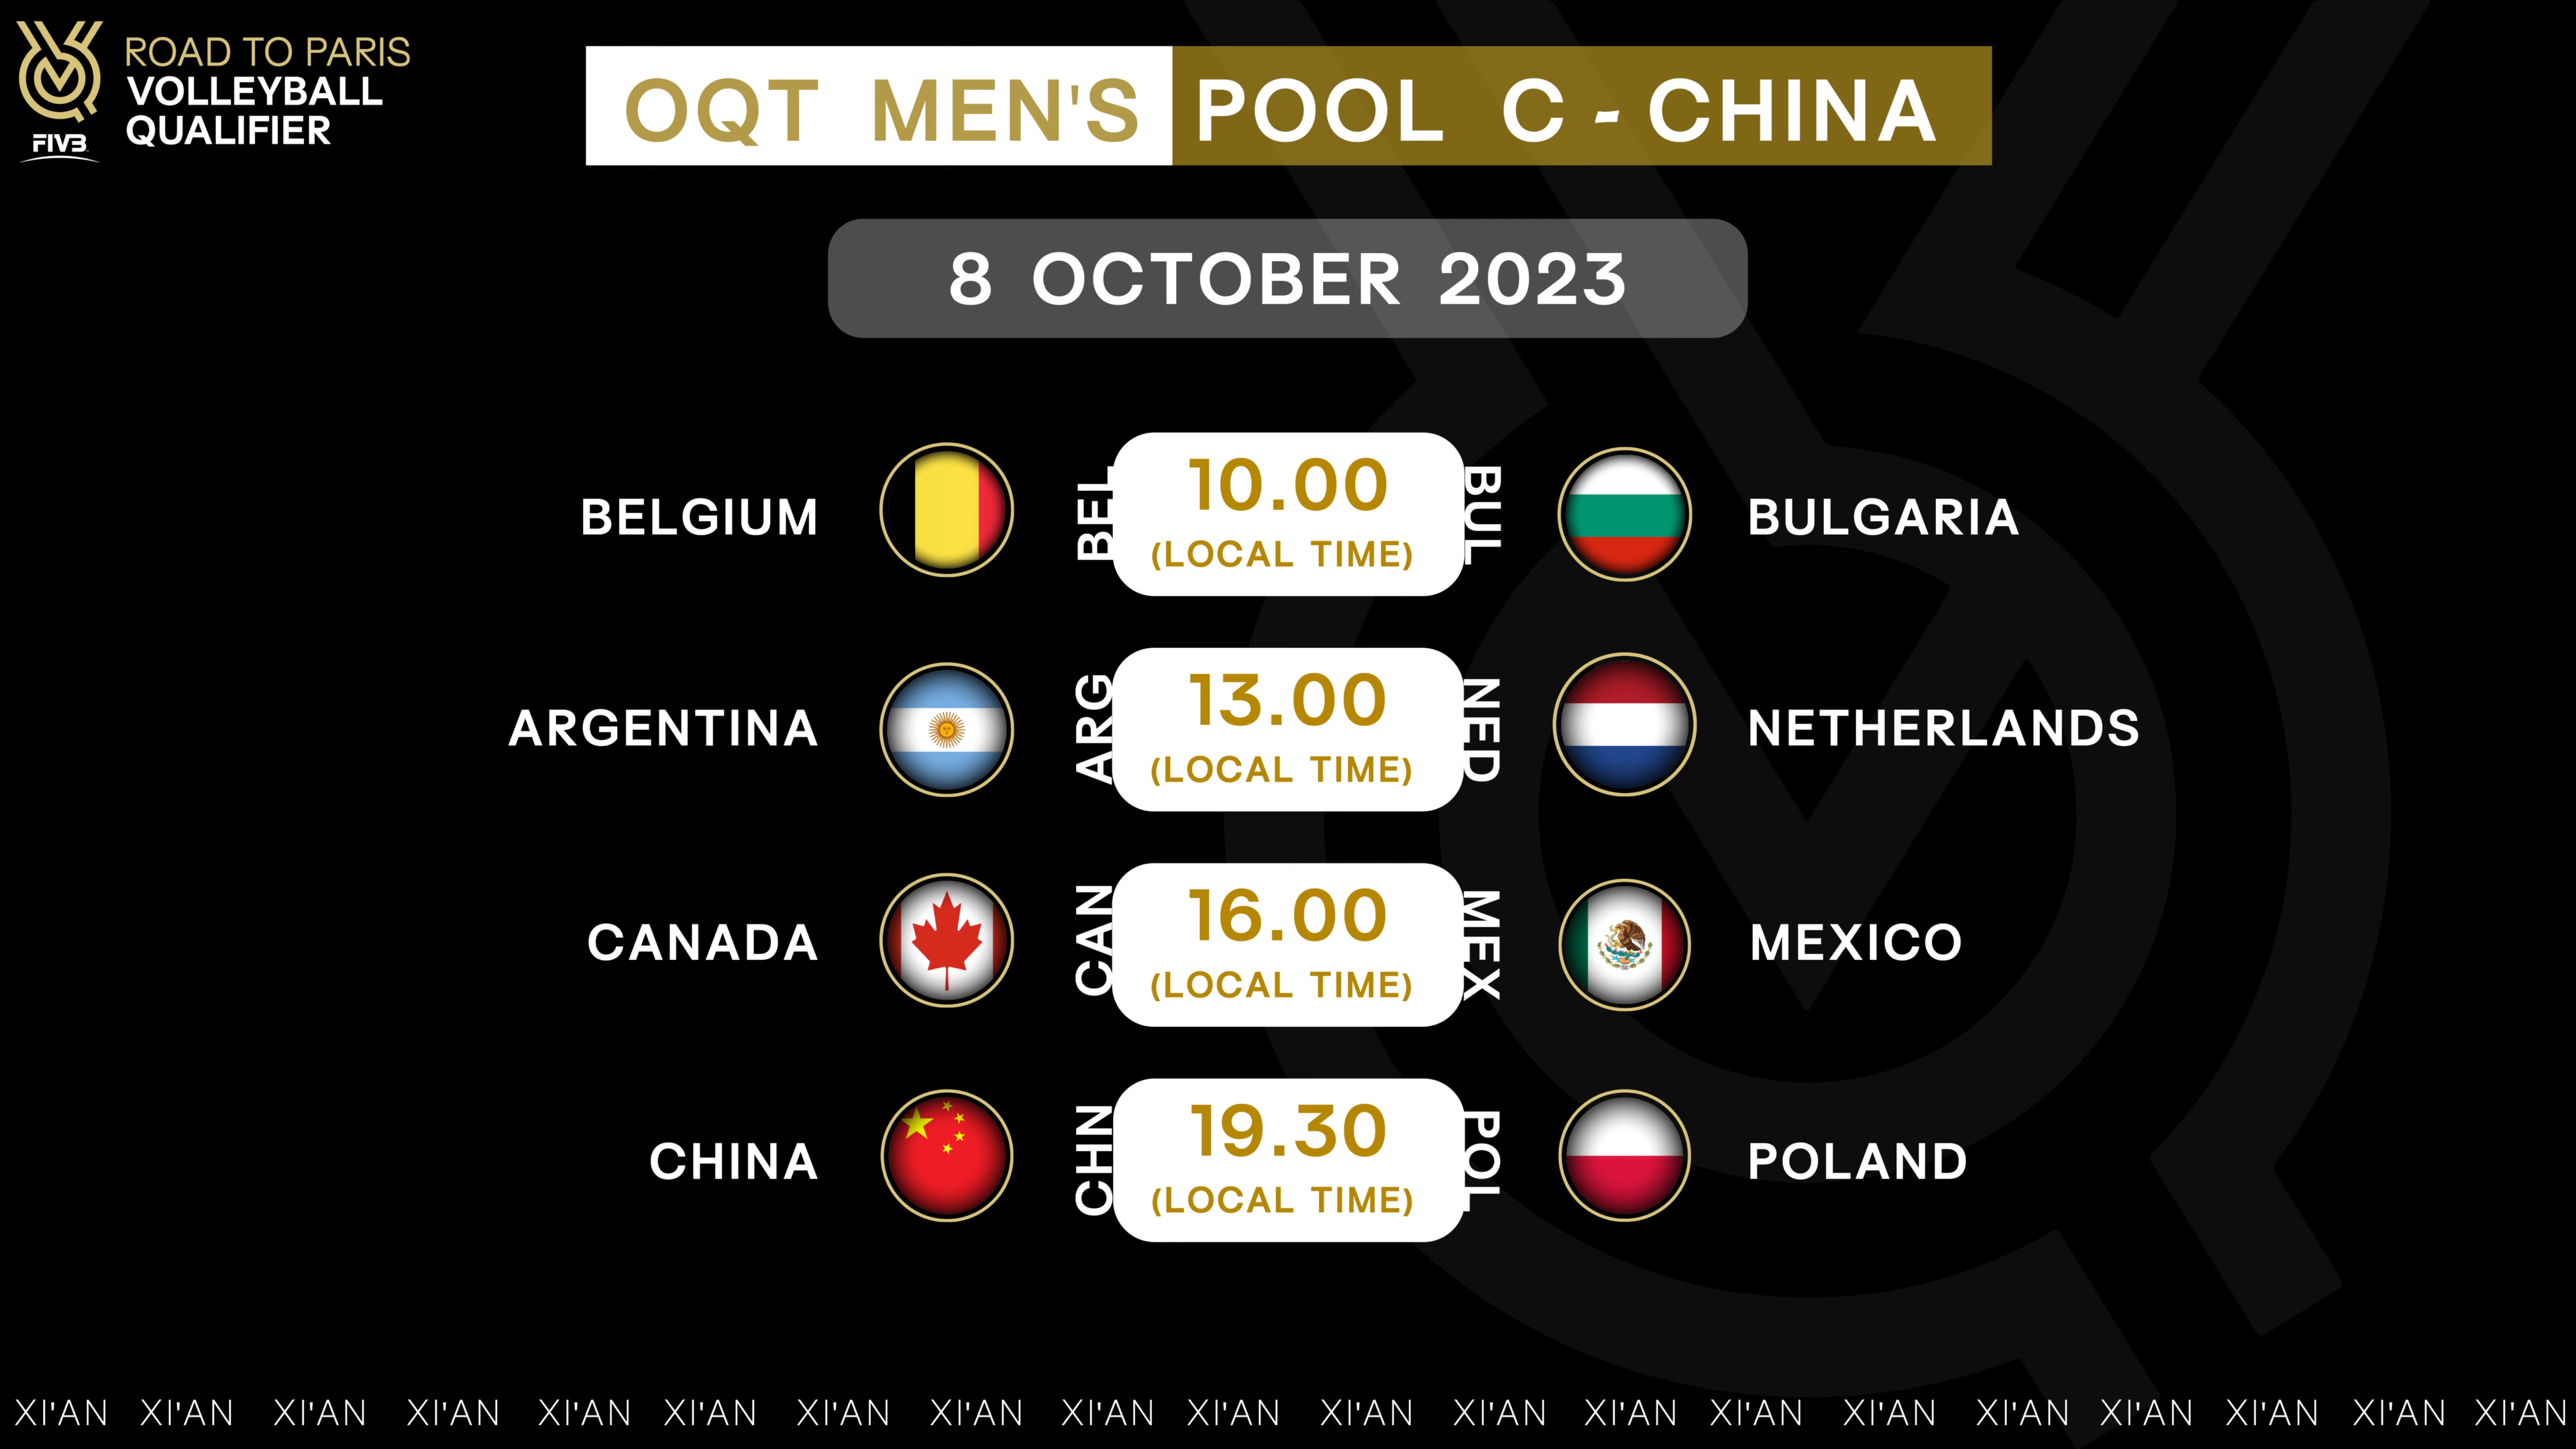 ROAD TO PARIS
VOLLEYBALL
QUALIFIER
FIVB
OQT MEN'S POOL C - CHINA
8 OCTOBER 2023
BELGIUM BEL 10.00 (LOCAL TIME) BUL BULGARIA
ARGENTINA ARG 13.00 (LOCAL TIME) NED NETHERLANDS
CANADA CAN 16.00 (LOCAL TIME) MEX MEXICO
CHINA CHN 19.30 (LOCAL TIME) POL POLAND
XI'AN XI'AN XI'AN XI'AN XI'AN XI'AN XI'AN XI'AN XI'AN XI'AN XI'AN XI'AN XI'AN XI'AN XI'AN XI'AN XI'AN XI'AN XI'AN XI'AN